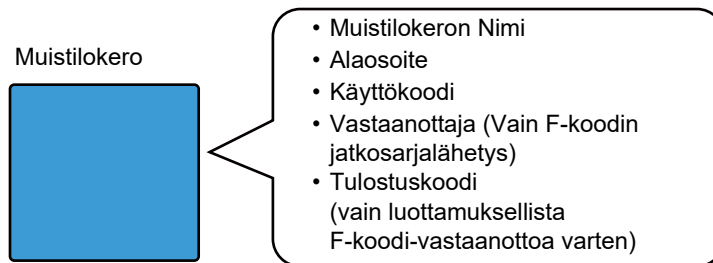 Muistilokero
• Muistilokeron Nimi
• Alaosoite
• Käyttökoodi
• Vastaanottaja (Vain F-koodin
jatkosarjalähetys)
• Tulostuskoodi
(vain luottamuksellista
F-koodi-vastaanottoa varten)